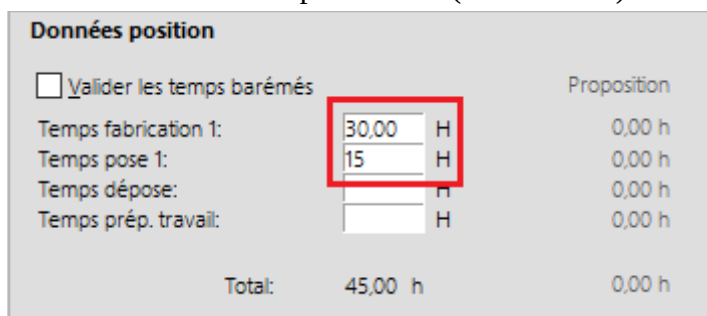 Données position
Valider les temps barémés Proposition
Temps fabrication 1: 30,00 H 0,00 h
Temps pose 1: 15 H 0,00 h
Temps dépose: H 0,00 h
Temps prép. travail: H 0,00 h
Total: 45,00 h 0,00 h